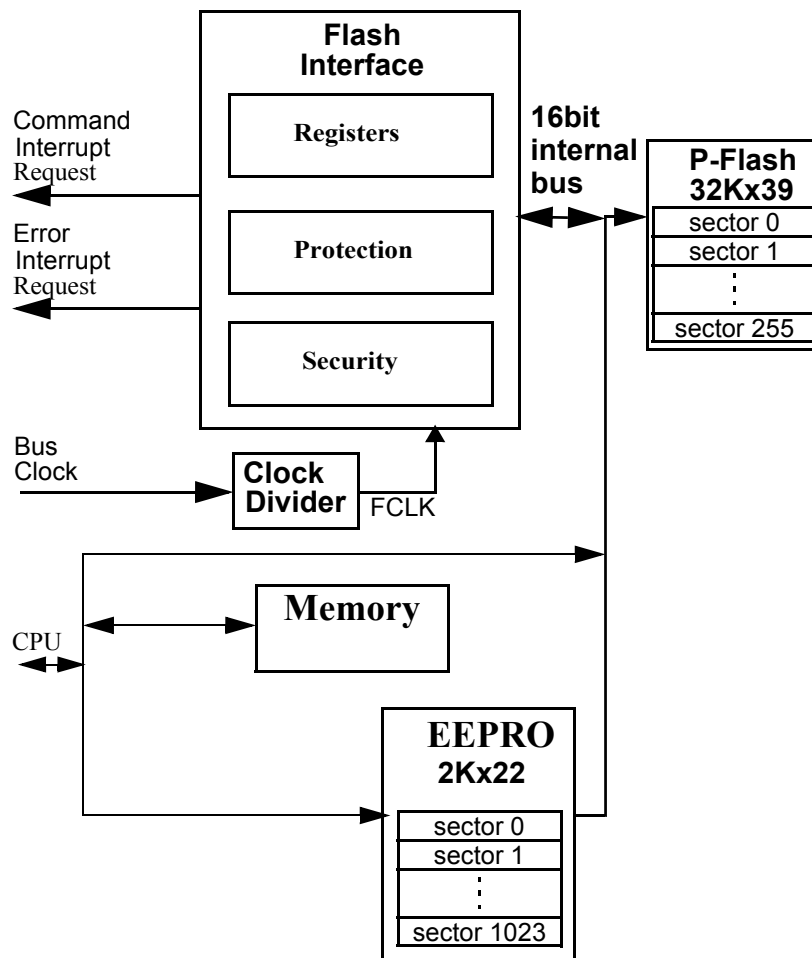 Flash
Interface
Registers
Protection
Security
Command
Interrupt
Request
Error
Interrupt
Request
16bit
internal
bus
P-Flash
32Kx39
sector 0
sector 1
sector 255
Bus
Clock
Clock
Divider
FCLK
CPU
Memory
EEPRO
2Kx22
sector 0
sector 1
sector 1023